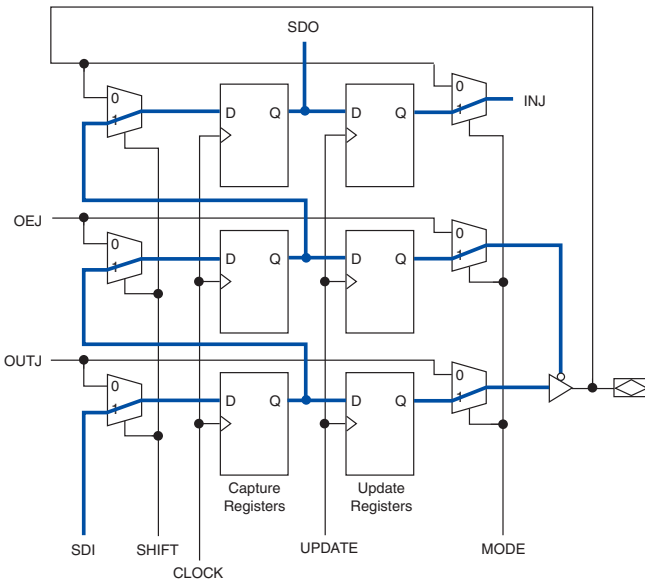 SDO
0
1
D Q
D Q
0
1
INJ
OEJ
0
1
D Q
D Q
0
1
OUTJ
0
1
D Q
D Q
0
1
Capture
Registers
Update
Registers
SDI
SHIFT
CLOCK
UPDATE
MODE